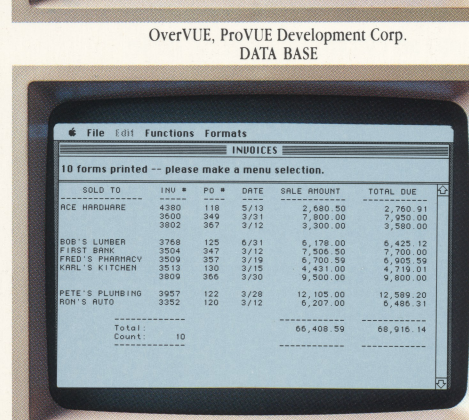 OverVUE, ProVUE Development Corp.
DATA BASE
File Edit Functions Formats
INVOICES
10 forms printed -- please make a menu selection.
SOLD TO INV # PO # DATE SALE AMOUNT TOTAL DUE
ACE HARDWARE 4380 118 5/13 2,680.50 2,760.91
3600 349 3/31 7,800.00 7,950.00
3802 367 3/12 3,300.00 3,580.00
BOB'S LUMBER 3768 125 6/31 6,178.00 6,425.12
FIRST BANK 3504 347 3/12 7,506.50 7,700.00
FRED'S PHARMACY 3509 357 3/19 6,700.59 6,905.59
KARL'S KITCHEN 3513 130 3/15 4,431.00 4,719.01
3809 366 3/30 9,500.00 9,800.00
PETE'S PLUMBING 3957 122 3/28 12,105.00 12,589.20
RON'S AUTO 3352 120 3/12 6,207.00 6,486.31
Total: 66,408.59 68,916.14
Count: 10